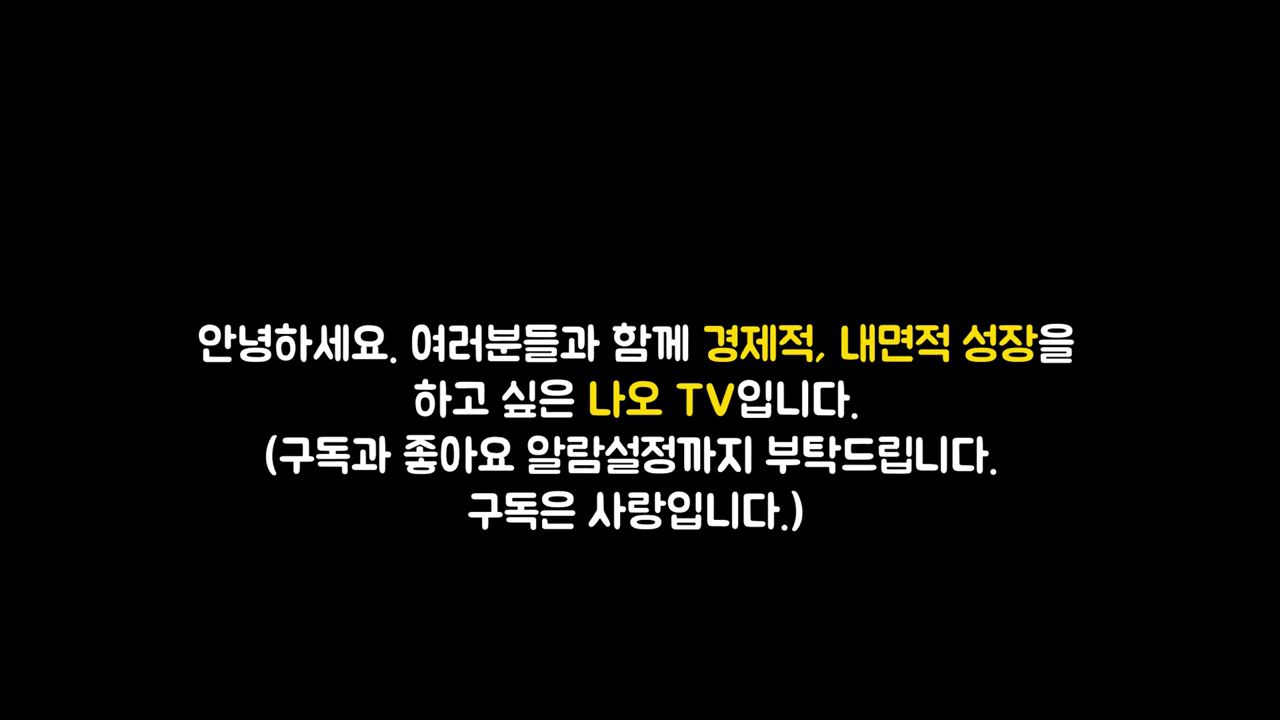 안녕하세요. 여러분들과 함께 경제적, 내면적 성장을
하고 싶은 나오 TV입니다.
(구독과 좋아요 알람설정까지 부탁드립니다.
구독은 사랑입니다.)